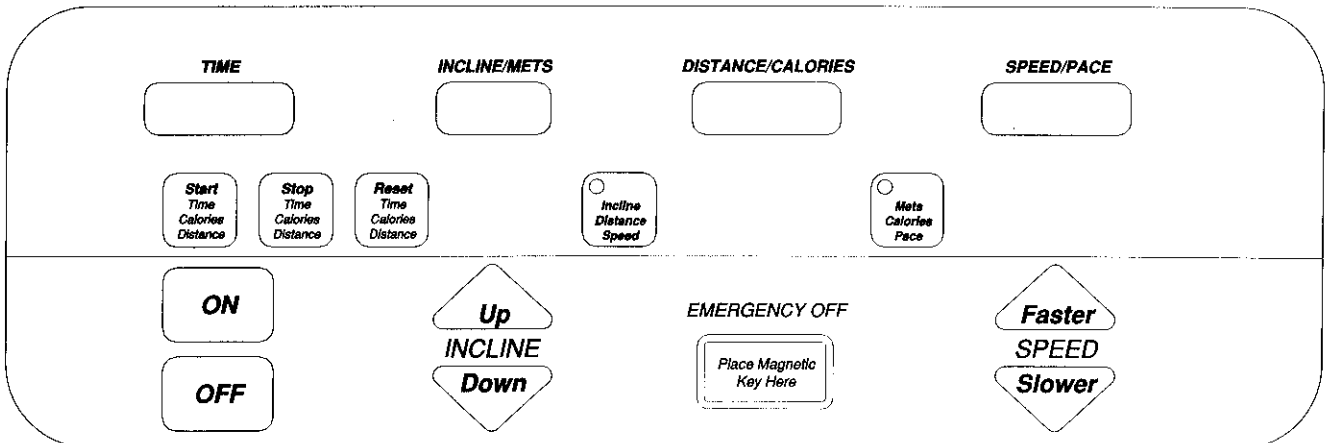 TIME
INCLINE/METS
DISTANCE/CALORIES
SPEED/PACE
Start
Time
Calories
Distance
Stop
Time
Calories
Distance
Reset
Time
Calories
Distance
Incline
Distance
Speed
Mets
Calories
Pace
ON
OFF
Up
INCLINE
Down
EMERGENCY OFF
Place Magnetic
Key Here
Faster
SPEED
Slower